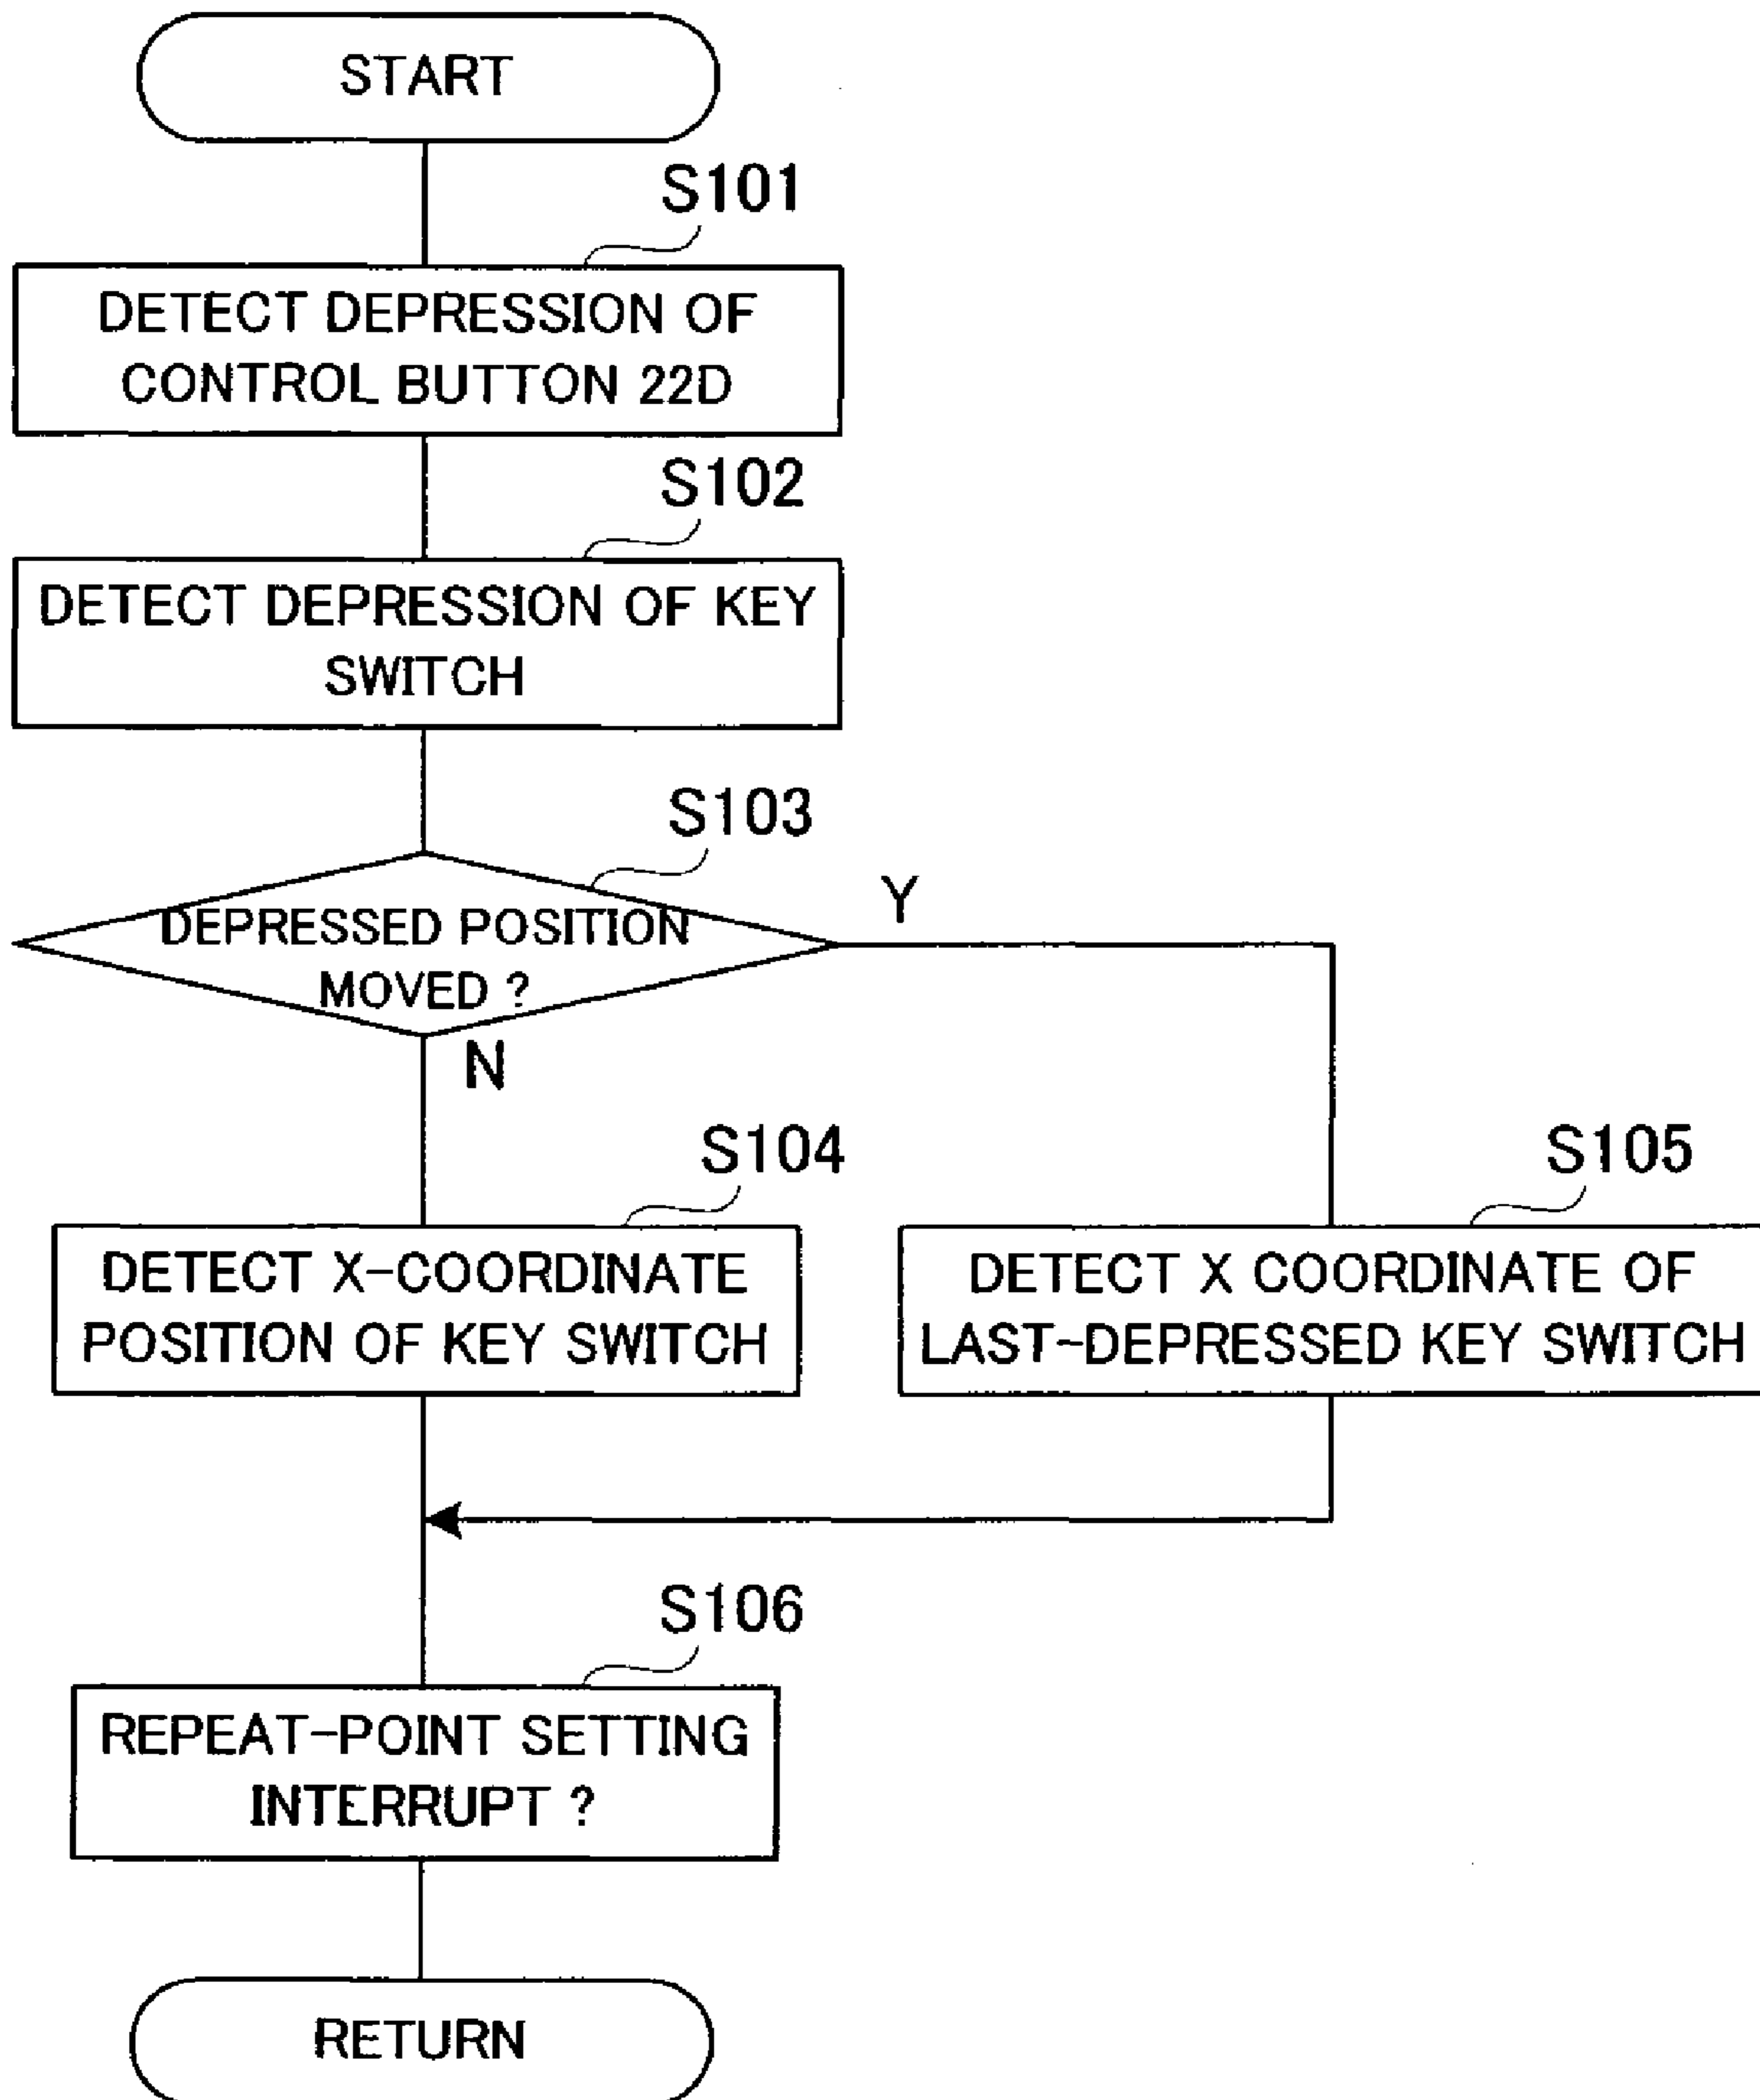 START
S101
DETECT DEPRESSION OF
CONTROL BUTTON 22D
S102
DETECT DEPRESSION OF KEY
SWITCH
S103
DEPRESSED POSITION
MOVED ?
Y
N
S104
DETECT X-COORDINATE
POSITION OF KEY SWITCH
S105
DETECT X COORDINATE OF
LAST-DEPRESSED KEY SWITCH
S106
REPEAT-POINT SETTING
INTERRUPT ?
RETURN